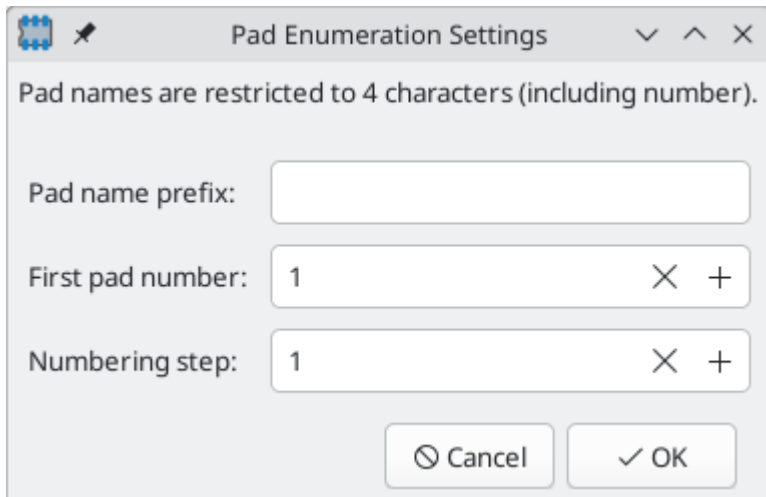 Pad Enumeration Settings
Pad names are restricted to 4 characters (including number).
Pad name prefix:
First pad number: 1
Numbering step: 1
Cancel OK